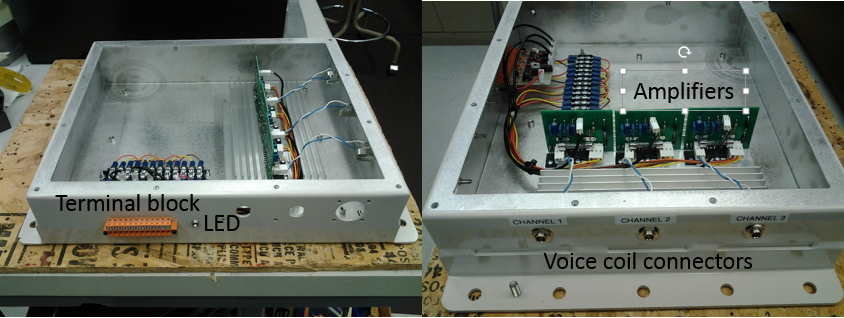 Terminal block
LED
Amplifiers
CHANNEL 1
CHANNEL 2
CHANNEL 3
Voice coil connectors